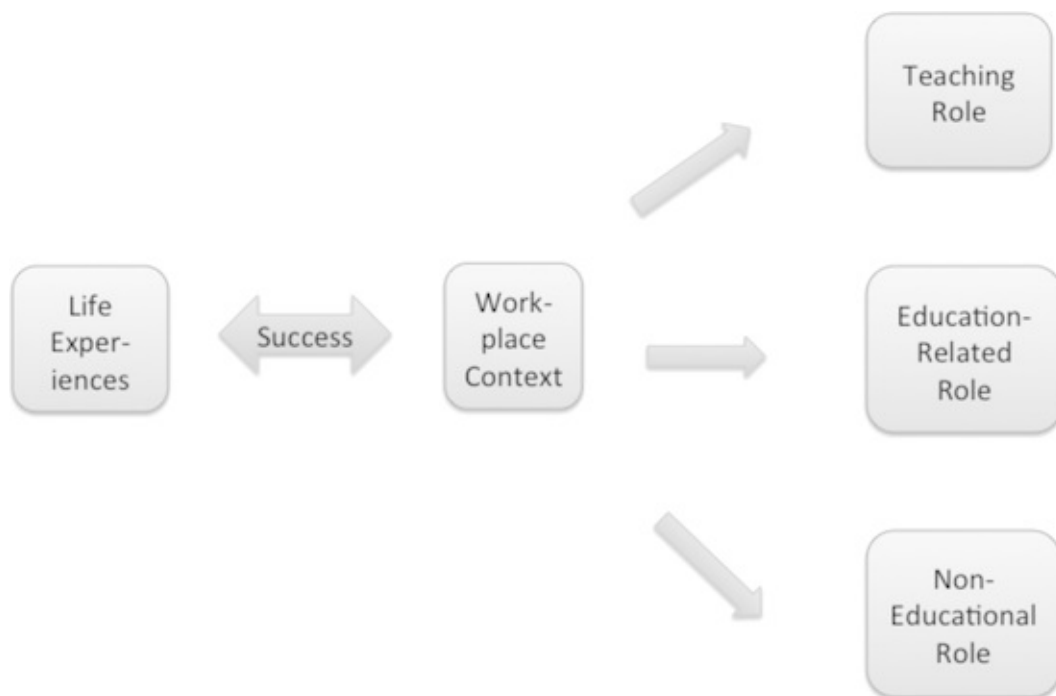 Life
Exper-
iences
Success
Work-
place
Context
Teaching
Role
Education-
Related
Role
Non-
Educational
Role